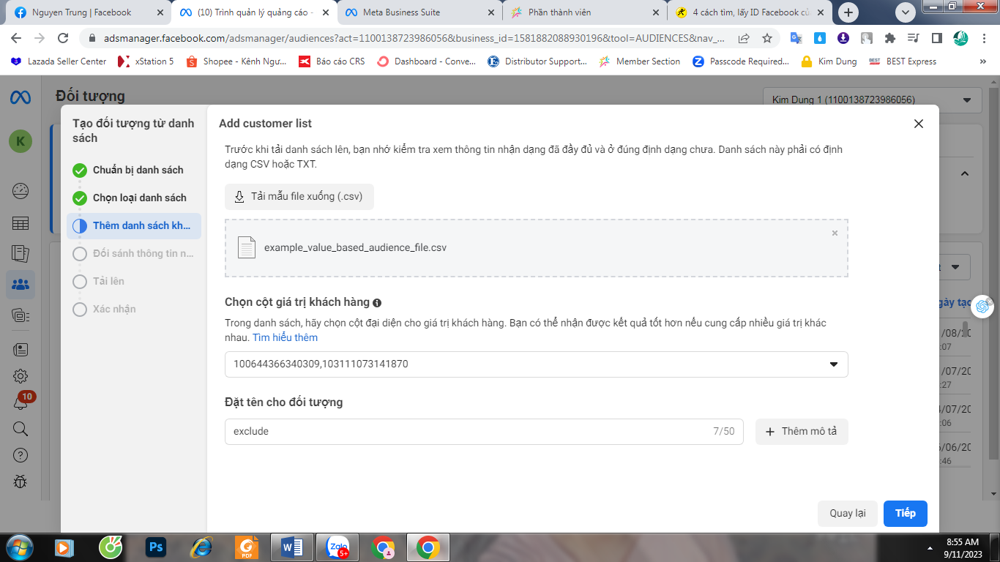 Nguyen Trung | Facebook
(10) Trình quản lý quảng cáo -
Meta Business Suite
Phần thành viên
4 cách tìm, lấy ID Facebook củ
adsmanager.facebook.com/adsmanager/audiences?act=1100138723986056&business_id=1581882088930196&tool=AUDIENCES&nav_...
Lazada Seller Center
xStation 5
Shopee - Kênh Ngư...
Báo cáo CRS
Dashboard - Conve...
Distributor Support...
Member Section
Passcode Required...
Kim Dung
BEST Express
»
Đối tượng
Kim Dung 1 (1100138723986056)
K
10
Tạo đối tượng từ danh
sách
Chuẩn bị danh sách
Chọn loại danh sách
Thêm danh sách kh...
Đối sánh thông tin n...
Tải lên
Xác nhận
Add customer list
Trước khi tải danh sách lên, bạn nhớ kiểm tra xem thông tin nhận dạng đã đầy đủ và ở đúng định dạng chưa. Danh sách này phải có định
dạng CSV hoặc TXT.
Tải mẫu file xuống (.csv)
example_value_based_audience_file.csv
Chọn cột giá trị khách hàng
Trong danh sách, hãy chọn cột đại diện cho giá trị khách hàng. Bạn có thể nhận được kết quả tốt hơn nếu cung cấp nhiều giá trị khác
nhau. Tìm hiểu thêm
100644366340309,103111073141870
Đặt tên cho đối tượng
exclude
7/50
+ Thêm mô tả
Quay lại
Tiếp
gày tạo
/08/20
:07
/07/20
:27
/07/20
:06
/06/20
:46
Ps
PDF
Zalo
5+
8:55 AM
9/11/2023